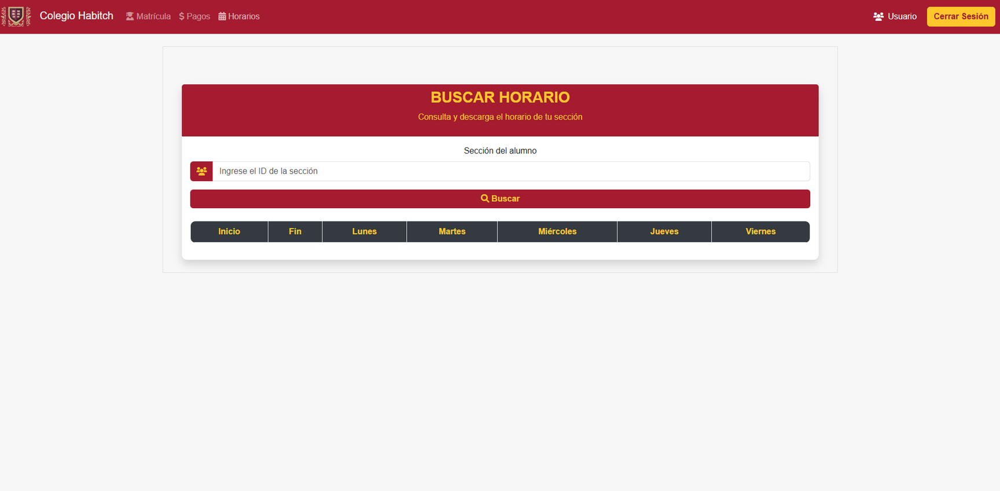 Colegio Habitch Matrícula Pagos Horarios Usuario Cerrar Sesión
BUSCAR HORARIO
Consulta y descarga el horario de tu sección
Sección del alumno
Ingrese el ID de la sección
Buscar
Inicio Fin Lunes Martes Miércoles Jueves Viernes